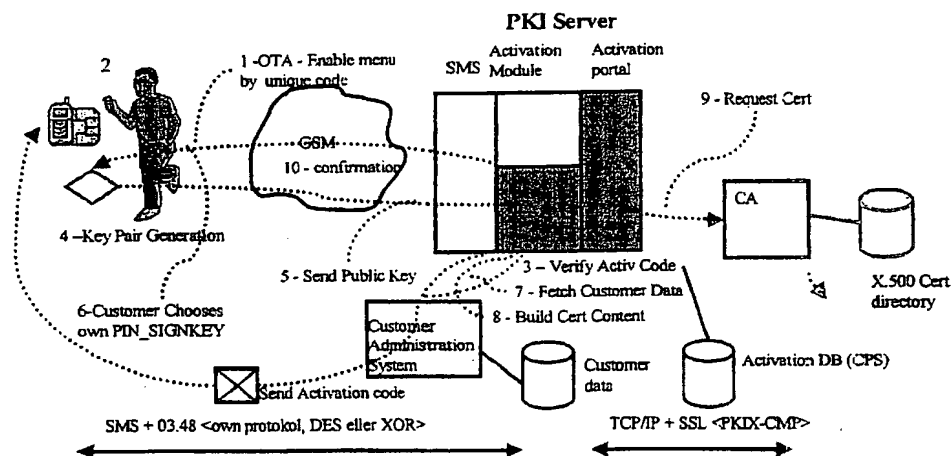 PKI Server
SMS
Activation
Module
Activation
portal
2
1 -OTA - Enable menu
by unique code
GSM
10 - confirmation
9 - Request Cert
CA
4 -Key Pair Generation
5 - Send Public Key
3 - Verify Activ Code
7 - Fetch Customer Data
8 - Build Cert Content
X.500 Cert
directory
6-Customer Chooses
own PIN_SIGNKEY
Customer
Administration
System
Send Activation code
Customer
data
Activation DB (CPS)
SMS + 03.48 <own protokol, DES eller XOR>
TCP/IP + SSL <PKIX-CMP>